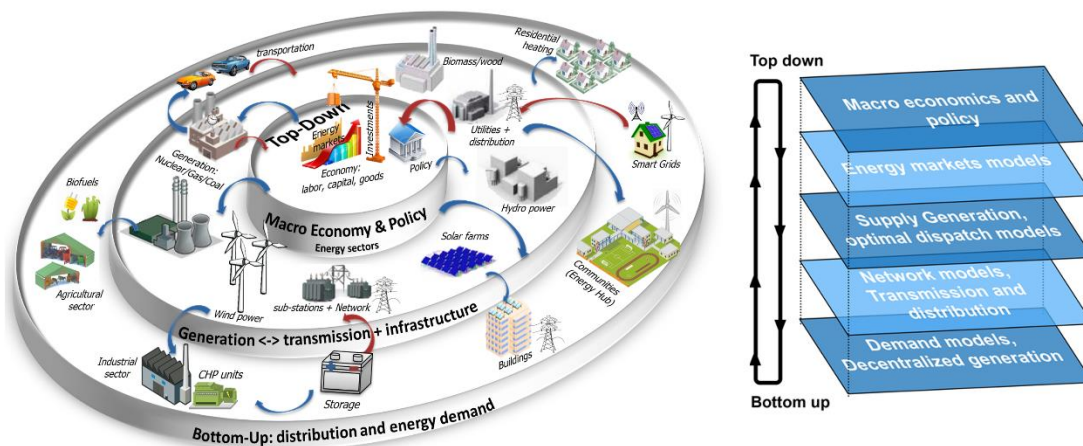 transportation
Biomass/wood
Residential
heating
Top-Down
Energy
markets
Investments
Economy:
labor, capital, goods
Policy
Utilities +
distribution
Smart Grids
Generation:
Nuclear/Gas/Coal
Biofuels
Hydro power
Macro Economy & Policy
Energy sectors
Solar farms
Communities
(Energy Hub)
Agricultural
sector
Wind power
sub-stations + Network
Generation <-> transmission + infrastructure
Buildings
Industrial
sector
CHP units
Storage
Bottom-Up: distribution and energy demand
Top down
Macro economics and
policy
Energy markets models
Supply Generation,
optimal dispatch models
Network models,
Transmission and
distribution
Demand models,
Decentralized generation
Bottom up